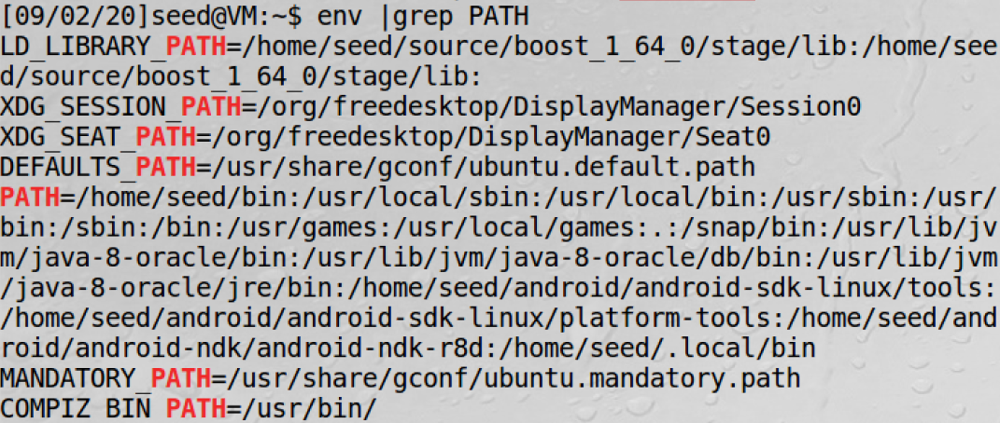 [09/02/20]seed@VM:~$ env |grep PATH
LD_LIBRARY_PATH=/home/seed/source/boost_1_64_0/stage/lib:/home/see
d/source/boost_1_64_0/stage/lib:
XDG_SESSION_PATH=/org/freedesktop/DisplayManager/Session0
XDG_SEAT_PATH=/org/freedesktop/DisplayManager/Seat0
DEFAULTS_PATH=/usr/share/gconf/ubuntu.default.path
PATH=/home/seed/bin:/usr/local/sbin:/usr/local/bin:/usr/sbin:/usr/
bin:/sbin:/bin:/usr/games:/usr/local/games:.:/snap/bin:/usr/lib/jv
m/java-8-oracle/bin:/usr/lib/jvm/java-8-oracle/db/bin:/usr/lib/jvm
/java-8-oracle/jre/bin:/home/seed/android/android-sdk-linux/tools:
/home/seed/android/android-sdk-linux/platform-tools:/home/seed/and
roid/android-ndk/android-ndk-r8d:/home/seed/.local/bin
MANDATORY_PATH=/usr/share/gconf/ubuntu.mandatory.path
COMPIZ_BIN_PATH=/usr/bin/